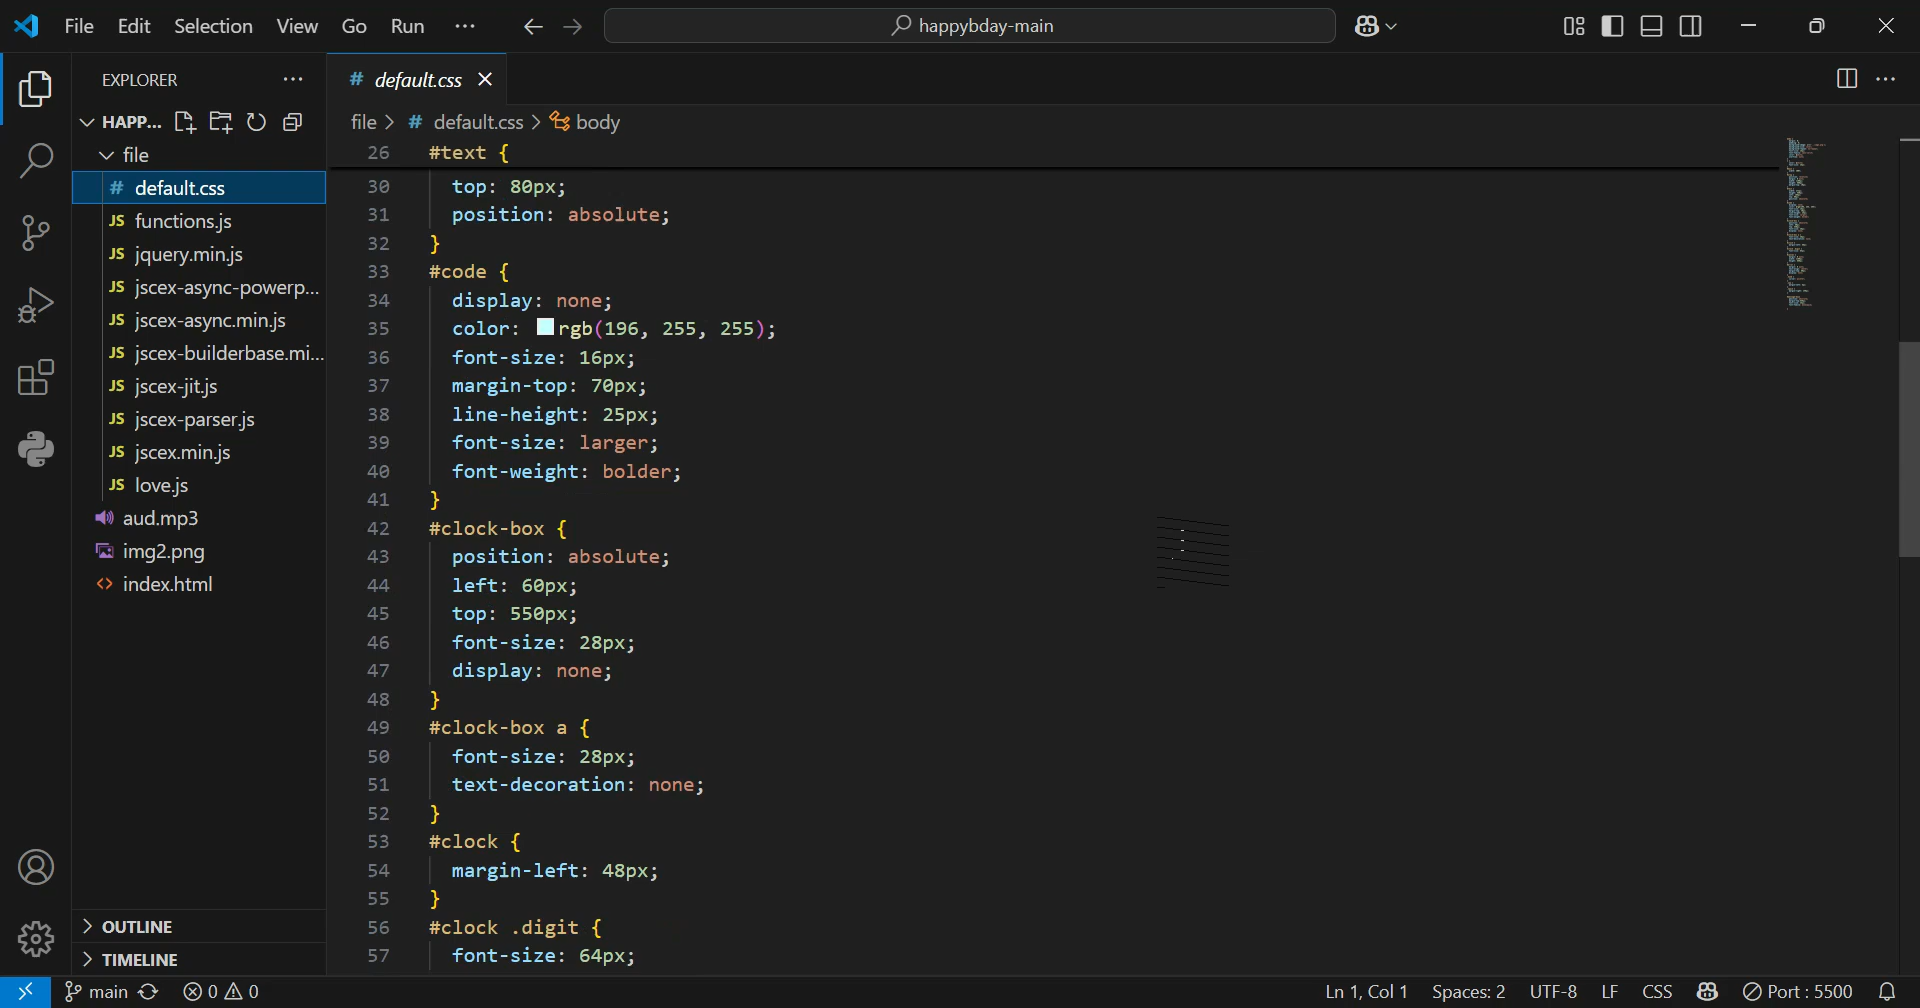 File Edit Selection View Go Run ··· happybday-main
EXPLORER ···
# default.css
HAPP...
file > # default.css > body
file
# default.css
JS functions.js
JS jquery.min.js
JS jscex-async-powerp...
JS jscex-async.min.js
JS jscex-builderbase.mi...
JS jscex-jit.js
JS jscex-parser.js
JS jscex.min.js
JS love.js
aud.mp3
img2.png
<> index.html
OUTLINE
TIMELINE
26 #text {
30 top: 80px;
31 position: absolute;
32 }
33 #code {
34 display: none;
35 color: rgb(196, 255, 255);
36 font-size: 16px;
37 margin-top: 70px;
38 line-height: 25px;
39 font-size: larger;
40 font-weight: bolder;
41 }
42 #clock-box {
43 position: absolute;
44 left: 60px;
45 top: 550px;
46 font-size: 28px;
47 display: none;
48 }
49 #clock-box a {
50 font-size: 28px;
51 text-decoration: none;
52 }
53 #clock {
54 margin-left: 48px;
55 }
56 #clock .digit {
57 font-size: 64px;
main 0 0 Ln 1, Col 1 Spaces: 2 UTF-8 LF CSS Port : 5500